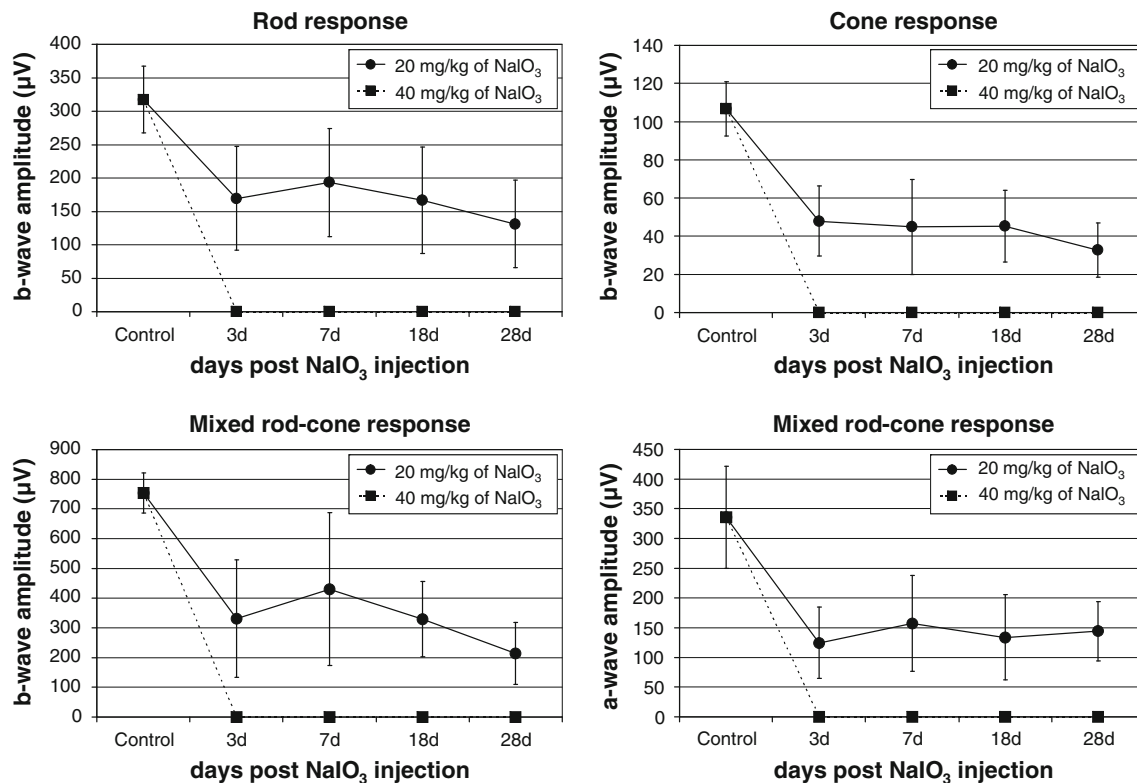 Rod response
b-wave amplitude (µV)
400
350
300
250
200
150
100
50
0
20 mg/kg of NaIO₃
40 mg/kg of NaIO₃
Control 3d 7d 18d 28d
days post NaIO₃ injection
Cone response
b-wave amplitude (µV)
140
120
100
80
60
40
20
0
20 mg/kg of NaIO₃
40 mg/kg of NaIO₃
Control 3d 7d 18d 28d
days post NaIO₃ injection
Mixed rod-cone response
b-wave amplitude (µV)
900
800
700
600
500
400
300
200
100
0
20 mg/kg of NaIO₃
40 mg/kg of NaIO₃
Control 3d 7d 18d 28d
days post NaIO₃ injection
Mixed rod-cone response
a-wave amplitude (µV)
450
400
350
300
250
200
150
100
50
0
20 mg/kg of NaIO₃
40 mg/kg of NaIO₃
Control 3d 7d 18d 28d
days post NaIO₃ injection